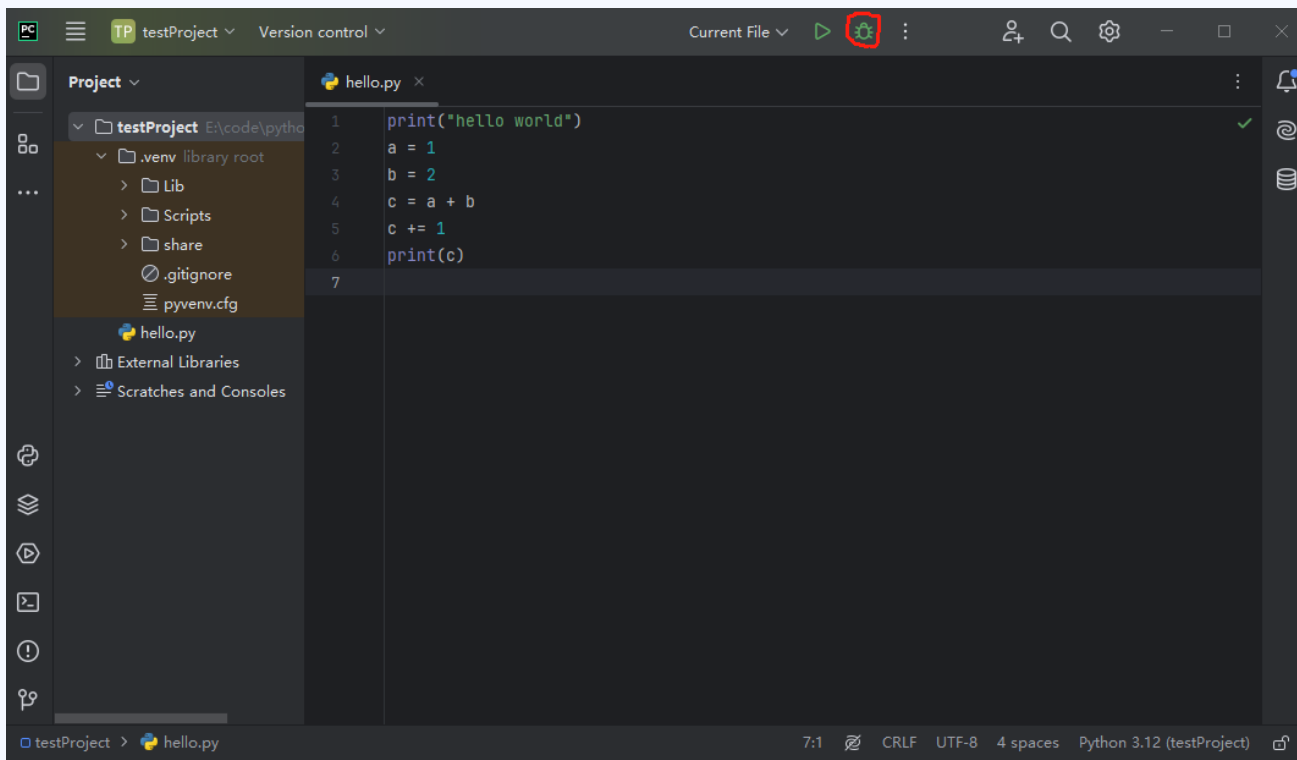 PC TP testProject Version control Current File
Project
hello.py
testProject E:\code\pytho
.venv library root
Lib
Scripts
share
.gitignore
pyvenv.cfg
hello.py
External Libraries
Scratches and Consoles
1 print("hello world")
2 a = 1
3 b = 2
4 c = a + b
5 c += 1
6 print(c)
7
testProject > hello.py 7:1 CRLF UTF-8 4 spaces Python 3.12 (testProject)